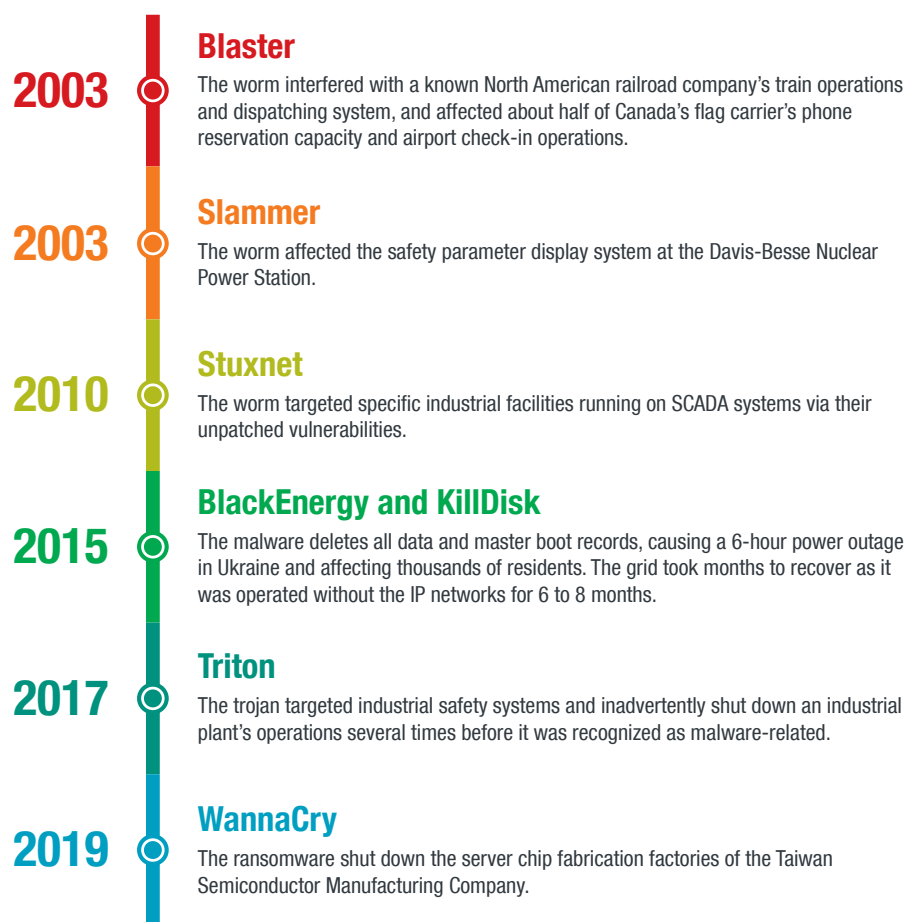 2003
Blaster
The worm interfered with a known North American railroad company’s train operations
and dispatching system, and affected about half of Canada’s flag carrier’s phone
reservation capacity and airport check-in operations.
2003
Slammer
The worm affected the safety parameter display system at the Davis-Besse Nuclear
Power Station.
2010
Stuxnet
The worm targeted specific industrial facilities running on SCADA systems via their
unpatched vulnerabilities.
2015
BlackEnergy and KillDisk
The malware deletes all data and master boot records, causing a 6-hour power outage
in Ukraine and affecting thousands of residents. The grid took months to recover as it
was operated without the IP networks for 6 to 8 months.
2017
Triton
The trojan targeted industrial safety systems and inadvertently shut down an industrial
plant’s operations several times before it was recognized as malware-related.
2019
WannaCry
The ransomware shut down the server chip fabrication factories of the Taiwan
Semiconductor Manufacturing Company.